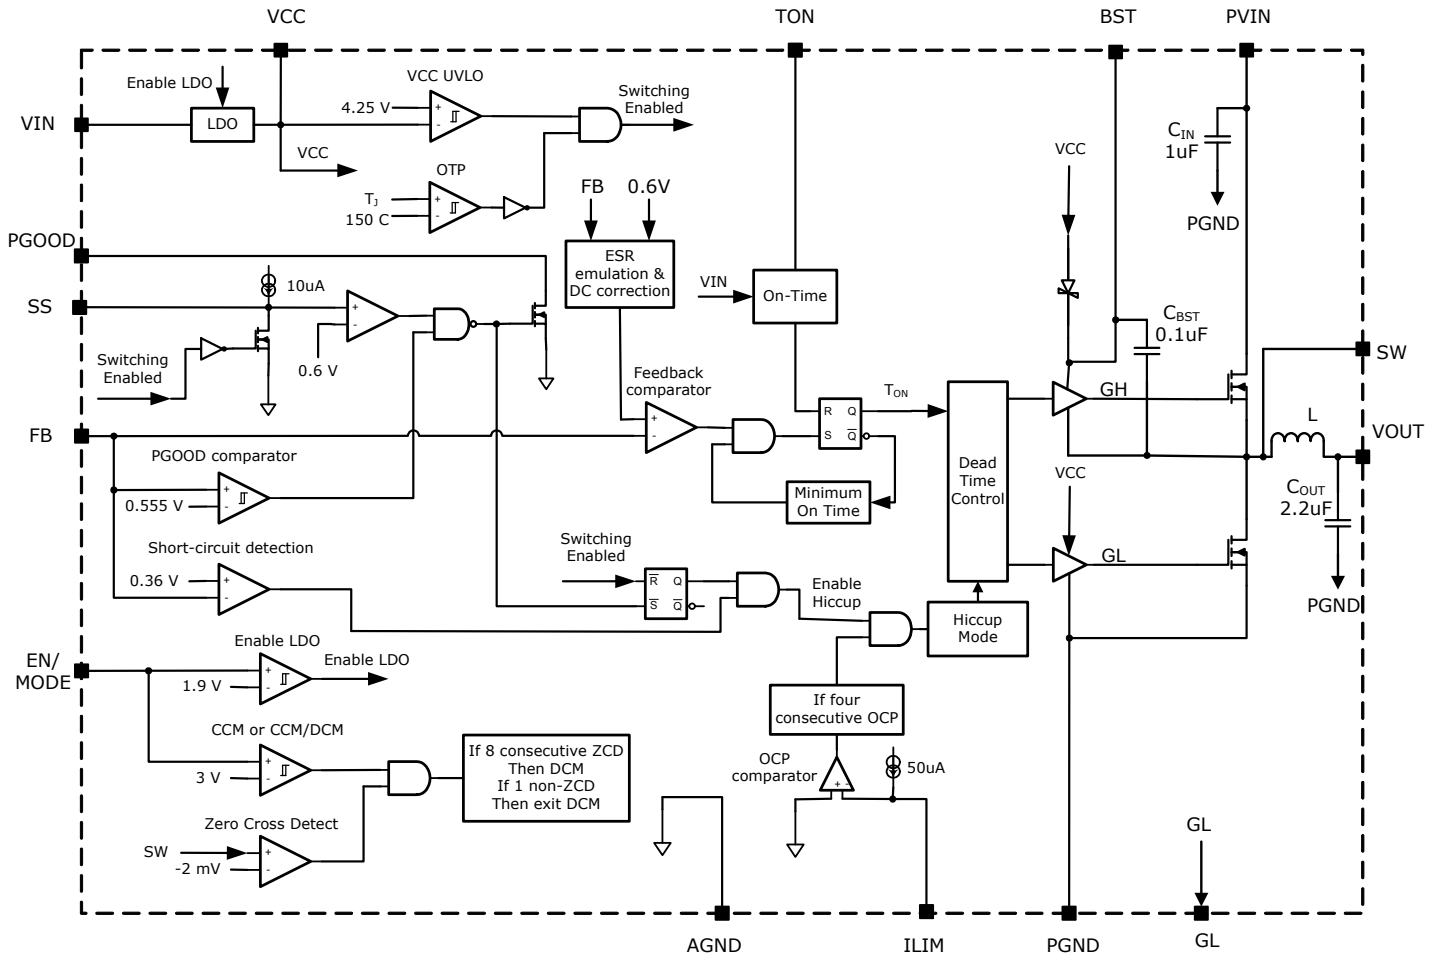 VCC
TON
BST
PVIN
Enable LDO
VCC UVLO
Switching
Enabled
4.25 V
+
-
VIN
LDO
VCC
OTP
TJ
150 C
+
-
FB
0.6V
VCC
CIN
1uF
PGND
PGOOD
ESR
emulation &
DC correction
VIN
On-Time
SS
10uA
+
-
0.6 V
Switching
Enabled
CBST
0.1uF
SW
Feedback
comparator
TON
GH
R
Q
S
Q
+
-
FB
L
VOUT
PGOOD comparator
+
-
0.555 V
Minimum
On Time
Dead
Time
Control
VCC
COUT
2.2uF
Short-circuit detection
Switching
Enabled
0.36 V
+
-
R
Q
S
Q
Enable
Hiccup
GL
PGND
Hiccup
Mode
EN/
MODE
Enable LDO
Enable LDO
+
-
1.9 V
If four
consecutive OCP
CCM or CCM/DCM
+
-
3 V
If 8 consecutive ZCD
Then DCM
If 1 non-ZCD
Then exit DCM
OCP
comparator
+
-
50uA
Zero Cross Detect
SW
-2 mV
+
-
GL
AGND
ILIM
PGND
GL